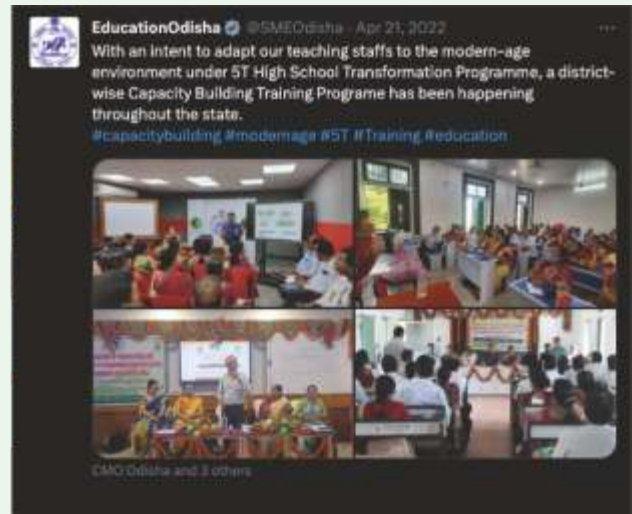 EducationOdisha @SMEOdisha · Apr 21, 2022
With an intent to adapt our teaching staffs to the modern-age
environment under 5T High School Transformation Programme, a district-
wise Capacity Building Training Programe has been happening
throughout the state.
#capacitybuilding #modernage #5T #Training #education
CMO Odisha and 3 others